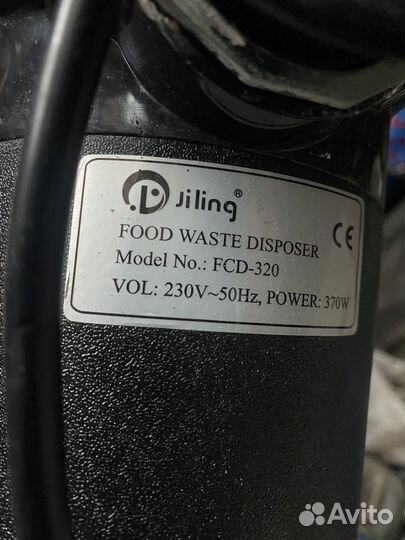 Jiling®
CE
FOOD WASTE DISPOSER
Model No.: FCD-320
VOL: 230V~50Hz, POWER: 370W
Avito